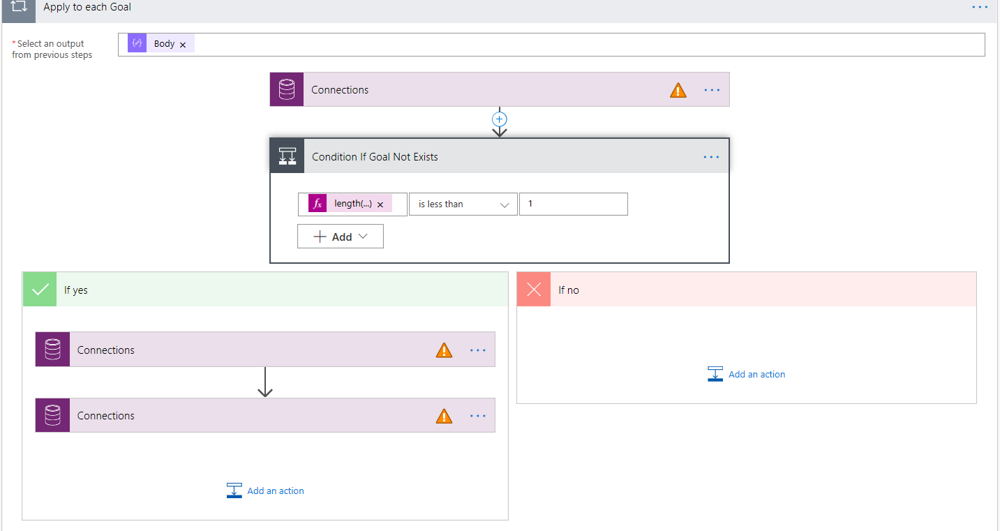 Apply to each Goal
* Select an output
from previous steps
Body
Connections
Condition If Goal Not Exists
fx length(...)
is less than
1
Add
If yes
If no
Connections
Connections
Add an action
Add an action